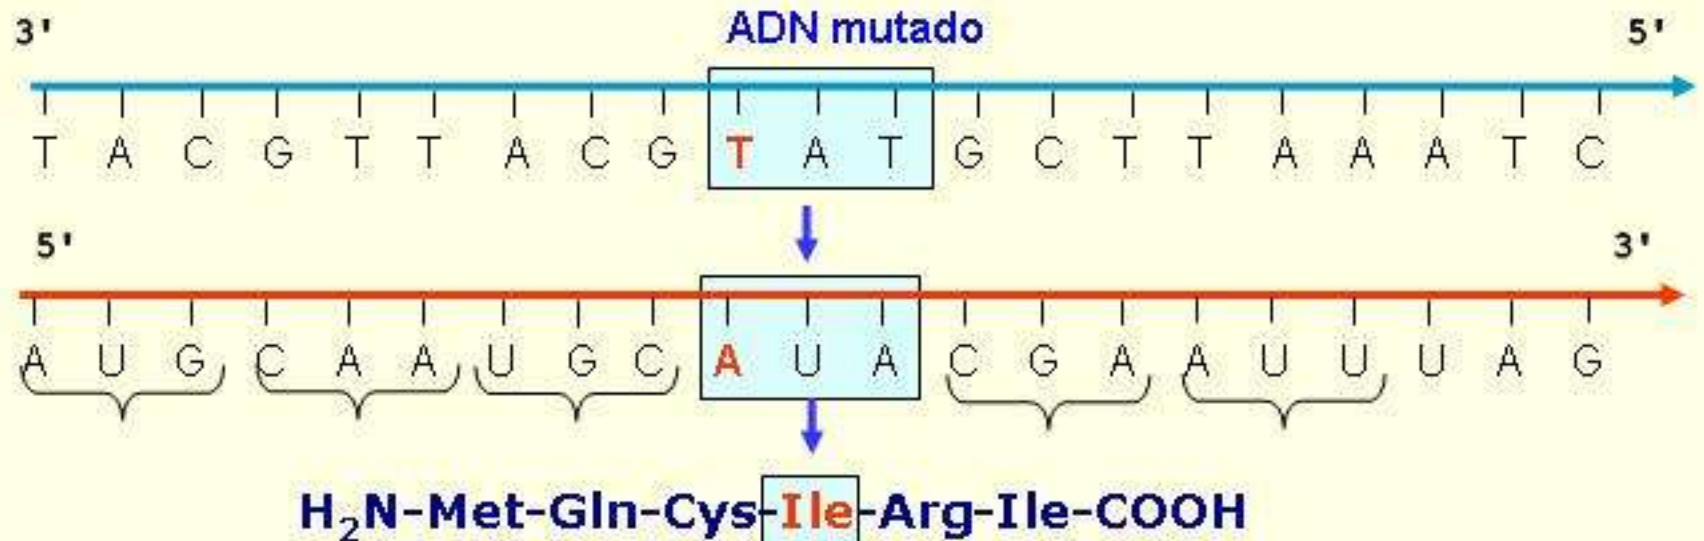 ADN mutado
3' 5'
T A C G T T A C G T A T G C T T A A A T C
5' 3'
A U G C A A U G C A U A C G A A U U U A G
H₂N-Met-Gln-Cys-Ile-Arg-Ile-COOH